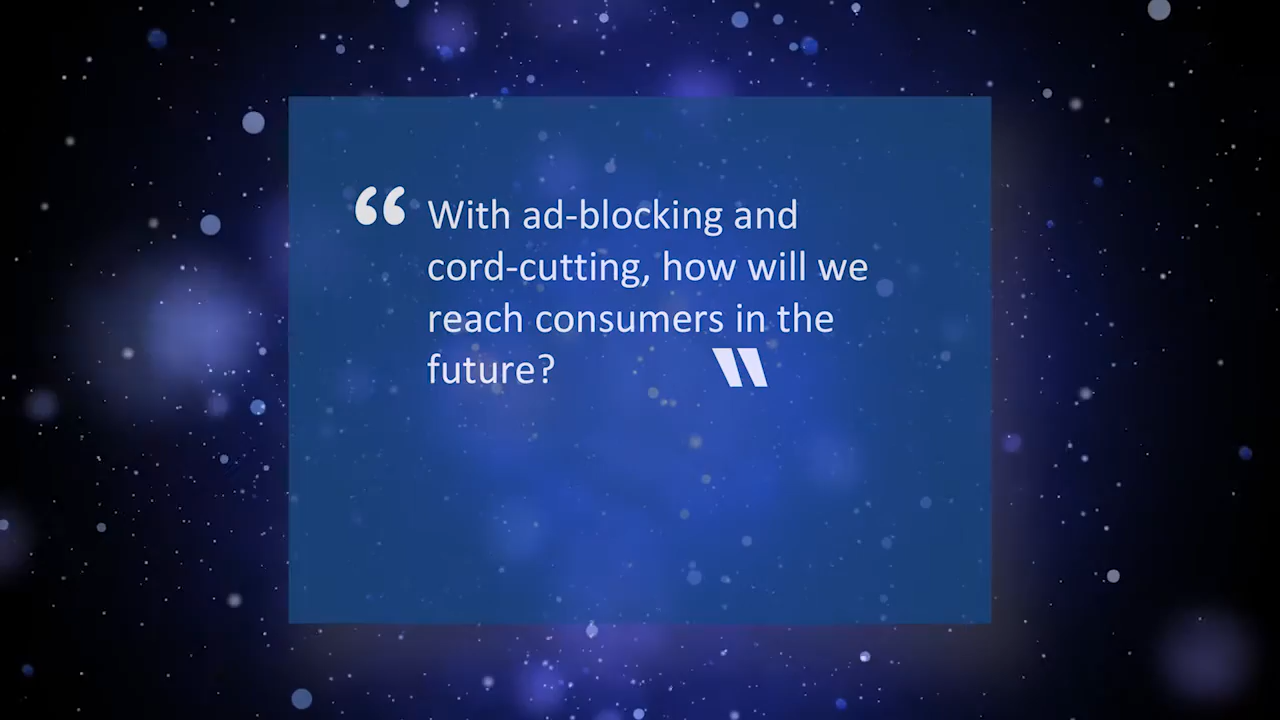 “ With ad-blocking and
cord-cutting, how will we
reach consumers in the
future? "